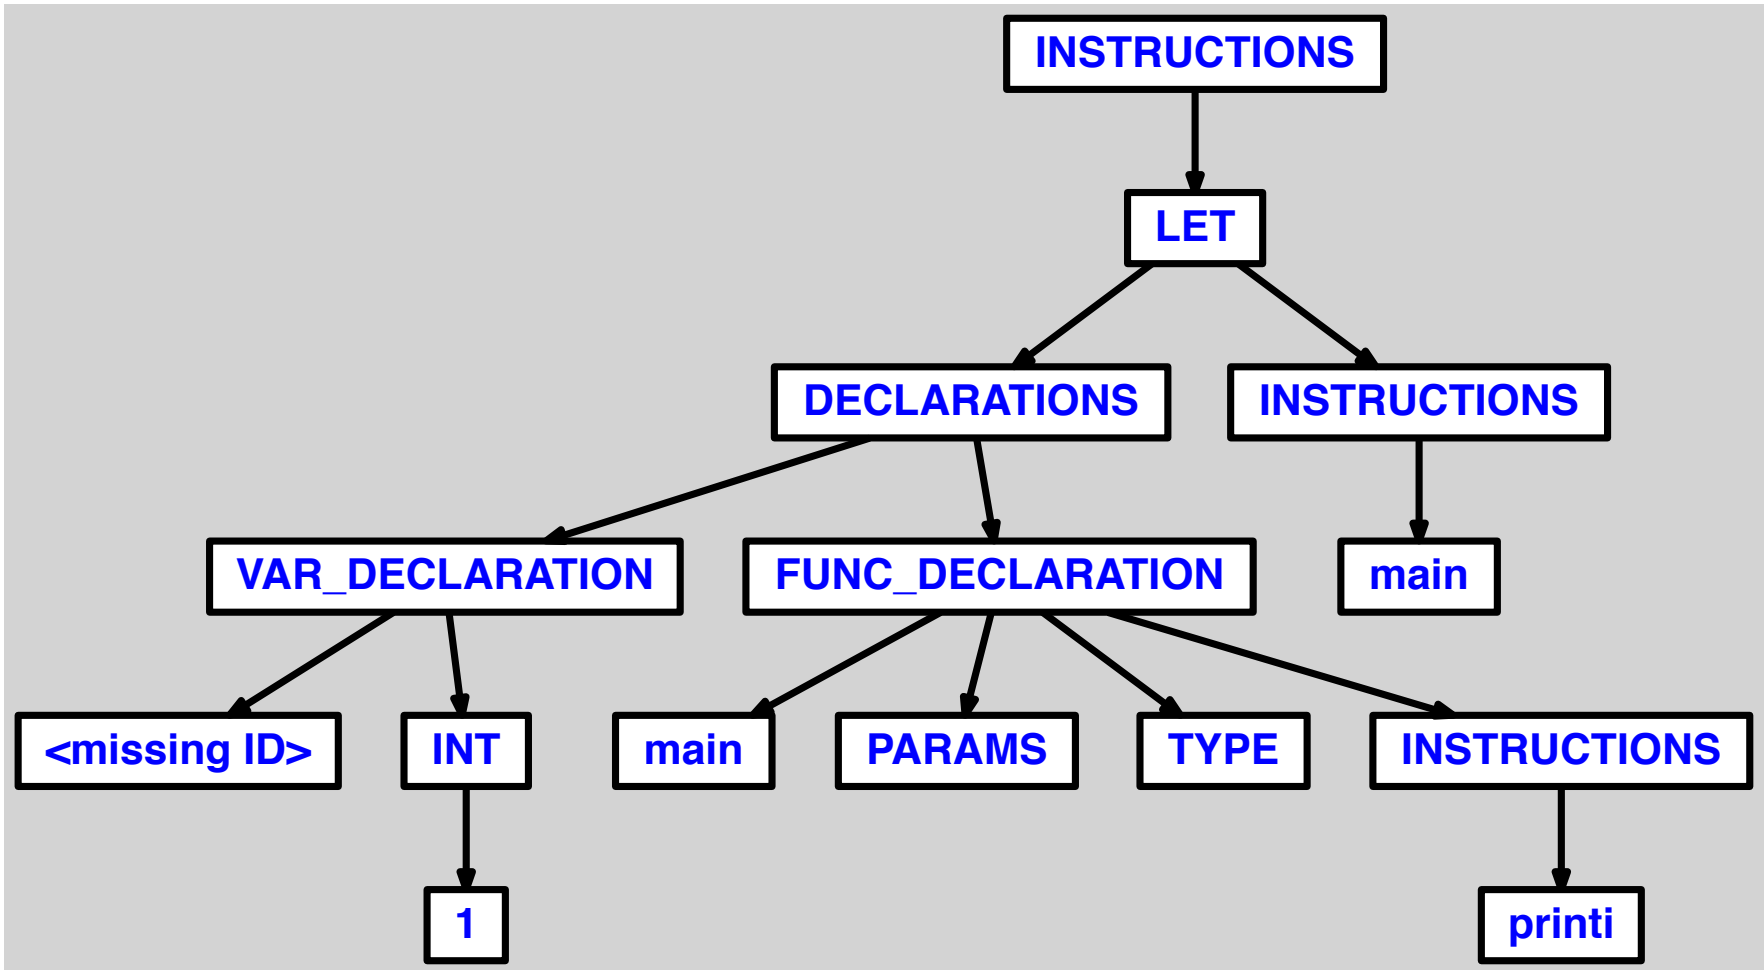 INSTRUCTIONS
LET
DECLARATIONS
INSTRUCTIONS
VAR_DECLARATION
FUNC_DECLARATION
main
<missing ID>
INT
main
PARAMS
TYPE
INSTRUCTIONS
1
printi